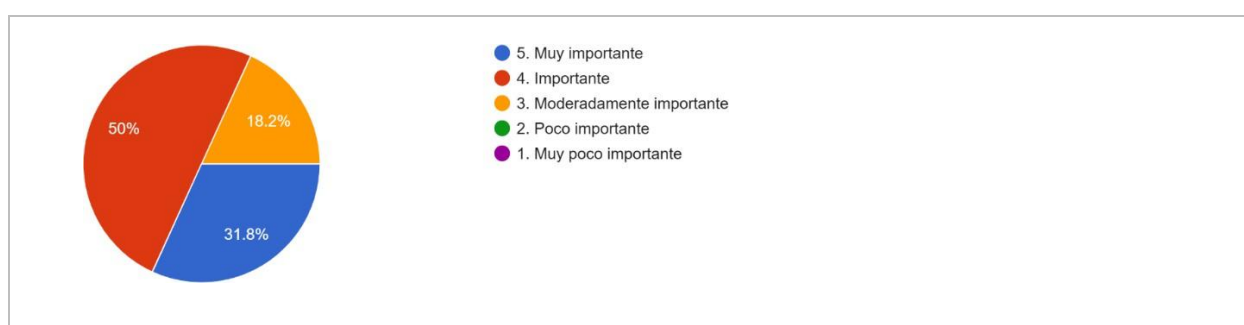 50%
18.2%
31.8%
5. Muy importante
4. Importante
3. Moderadamente importante
2. Poco importante
1. Muy poco importante